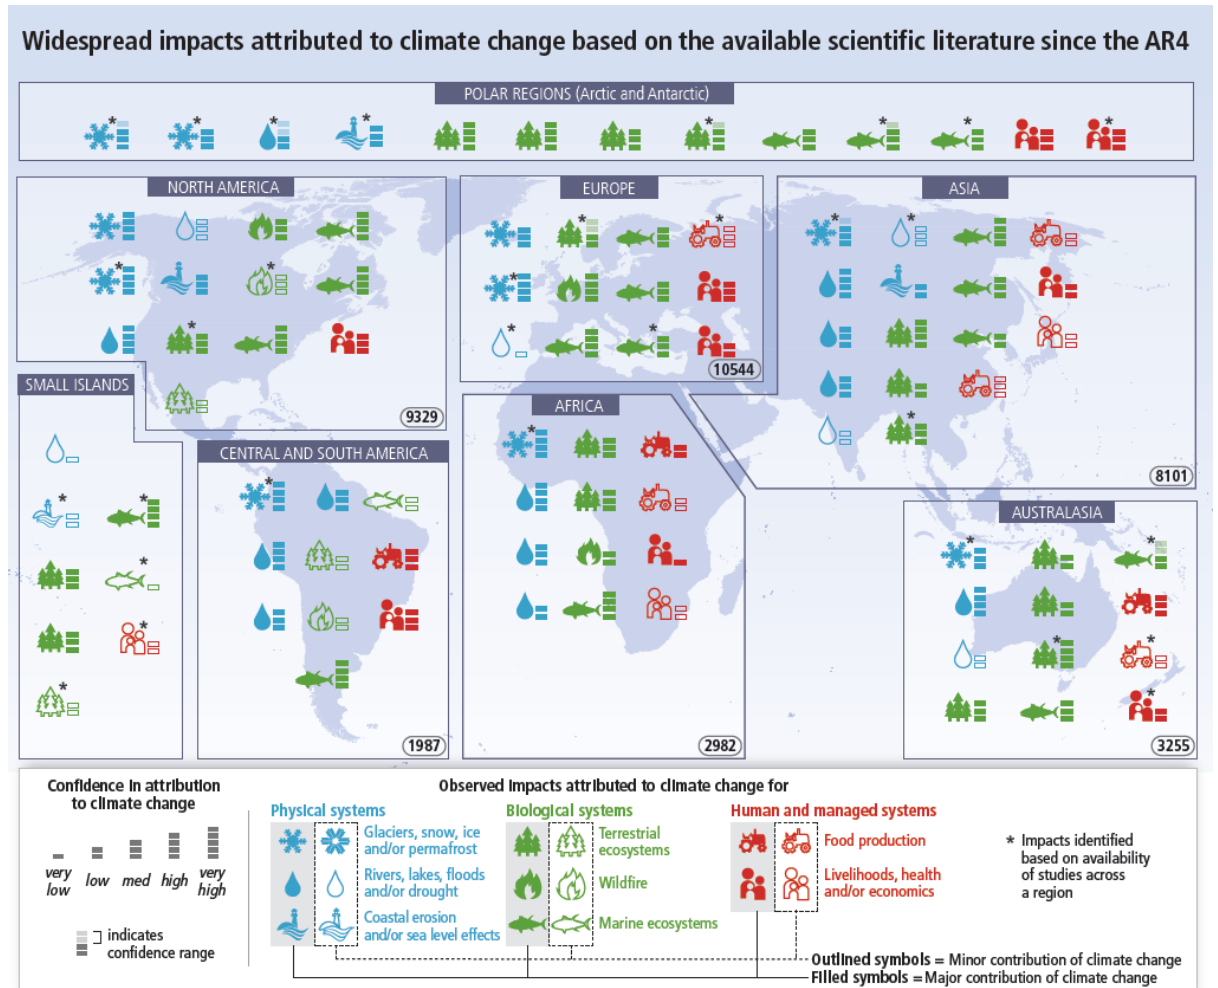 Widespread impacts attributed to climate change based on the available scientific literature since the AR4
POLAR REGIONS (Arctic and Antarctic)
NORTH AMERICA
EUROPE
ASIA
10544
SMALL ISLANDS
AFRICA
9329
CENTRAL AND SOUTH AMERICA
8101
AUSTRALASIA
1987
2982
3255
Confidence in attribution
to climate change
very
low
low
med
high
very
high
indicates
confidence range
Observed impacts attributed to climate change for
Physical systems
Glaciers, snow, ice
and/or permafrost
Rivers, lakes, floods
and/or drought
Coastal erosion
and/or sea level effects
Biological systems
Terrestrial
ecosystems
Wildfire
Marine ecosystems
Human and managed systems
Food production
Livelihoods, health
and/or economics
* Impacts identified
based on availability
of studies across
a region
Outlined symbols = Minor contribution of climate change
Filled symbols = Major contribution of climate change